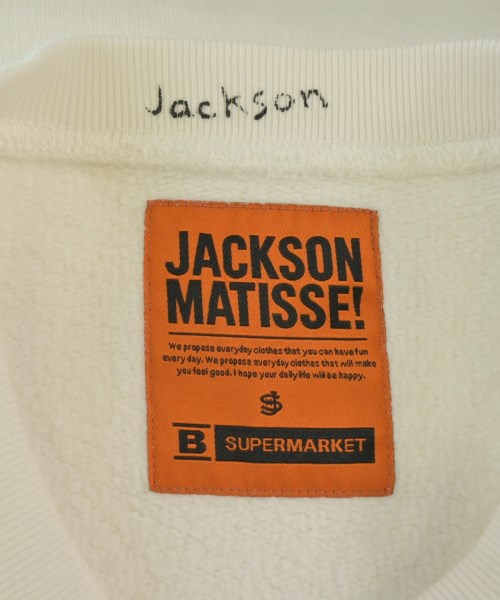 Jackson
JACKSON
MATISSE!
We propose everyday clothes that you can have fun
every day. We propose everyday clothes that will make
you feel good. I hope your daily life will be happy.
B SUPERMARKET